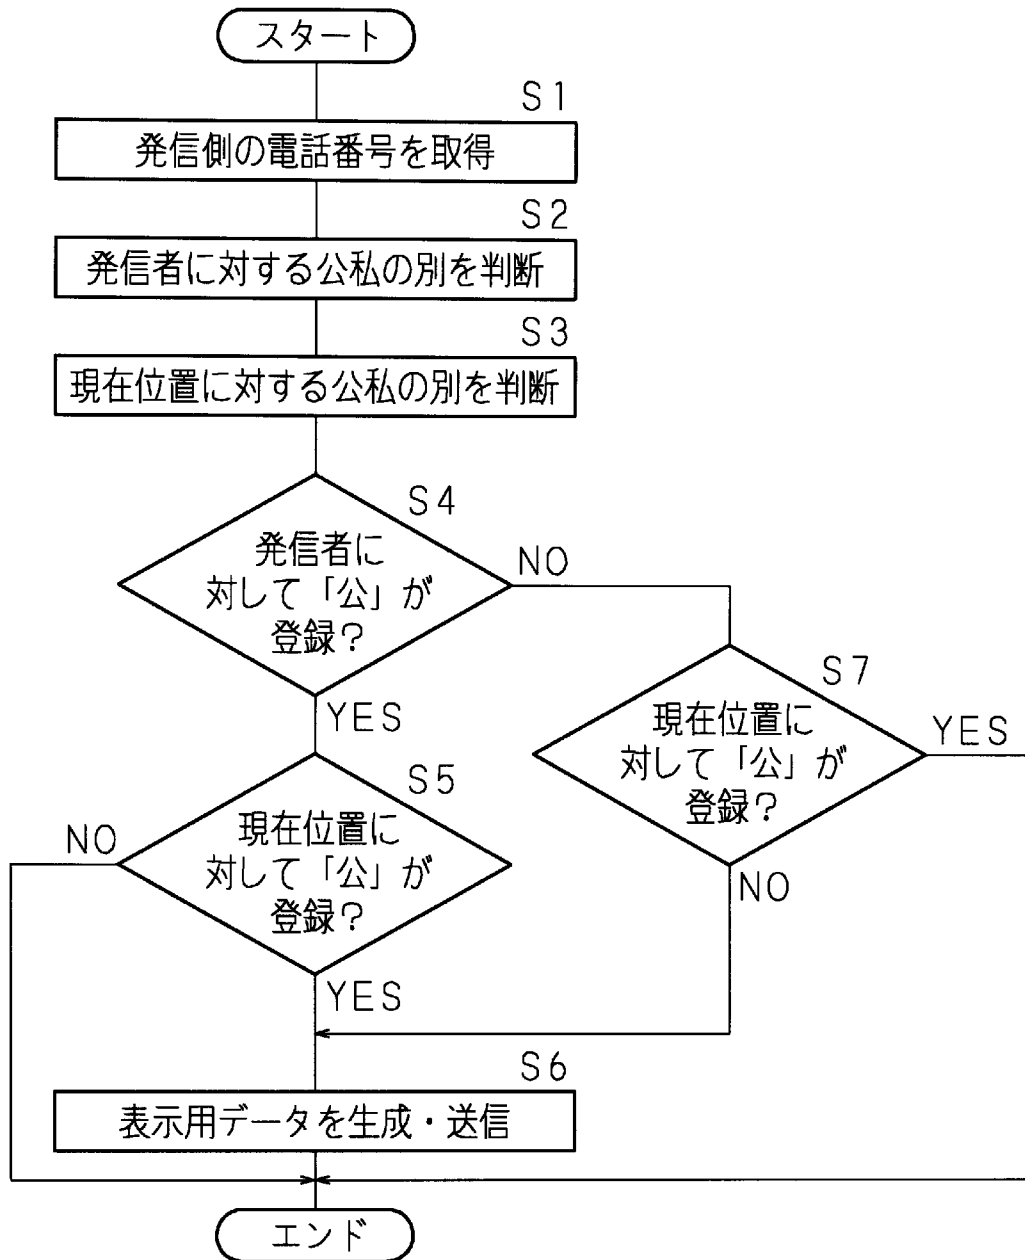 スタート
S1
発信側の電話番号を取得
S2
発信者に対する公私の別を判断
S3
現在位置に対する公私の別を判断
S4
発信者に
対して「公」が
登録？
NO
YES
S7
現在位置に
対して「公」が
登録？
YES
NO
S5
現在位置に
対して「公」が
登録？
NO
YES
S6
表示用データを生成・送信
エンド